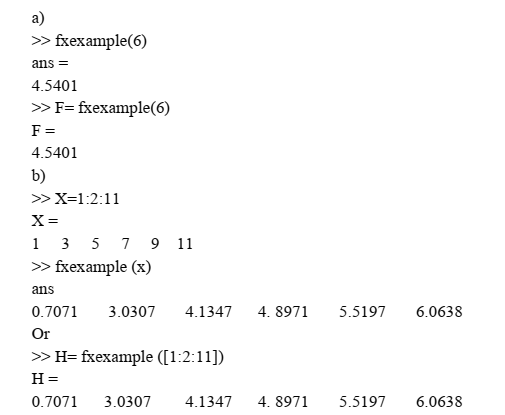 a)
>> fxexample(6)
ans =
4.5401
>> F= fxexample(6)
F =
4.5401
b)
>> X=1:2:11
X =
1 3 5 7 9 11
>> fxexample (x)
ans
0.7071 3.0307 4.1347 4. 8971 5.5197 6.0638
Or
>> H= fxexample ([1:2:11])
H =
0.7071 3.0307 4.1347 4. 8971 5.5197 6.0638